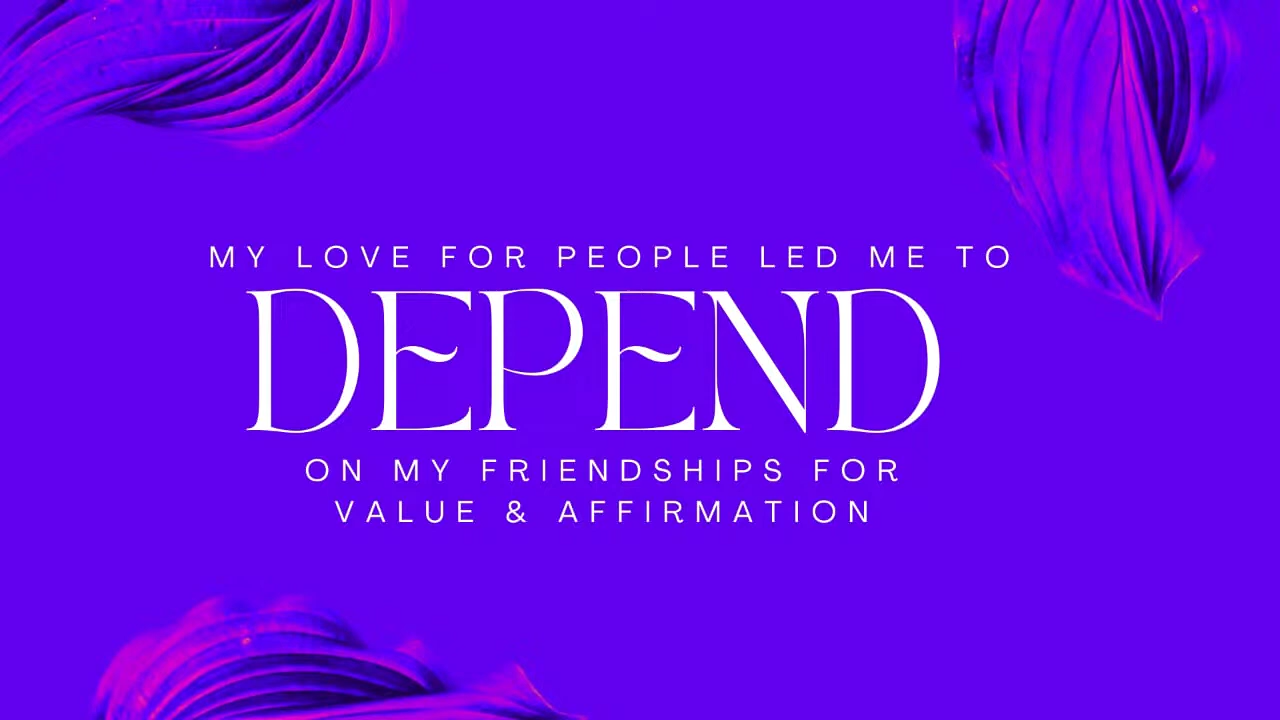 MY LOVE FOR PEOPLE LED ME TO
DEPEND
ON MY FRIENDSHIPS FOR
VALUE & AFFIRMATION